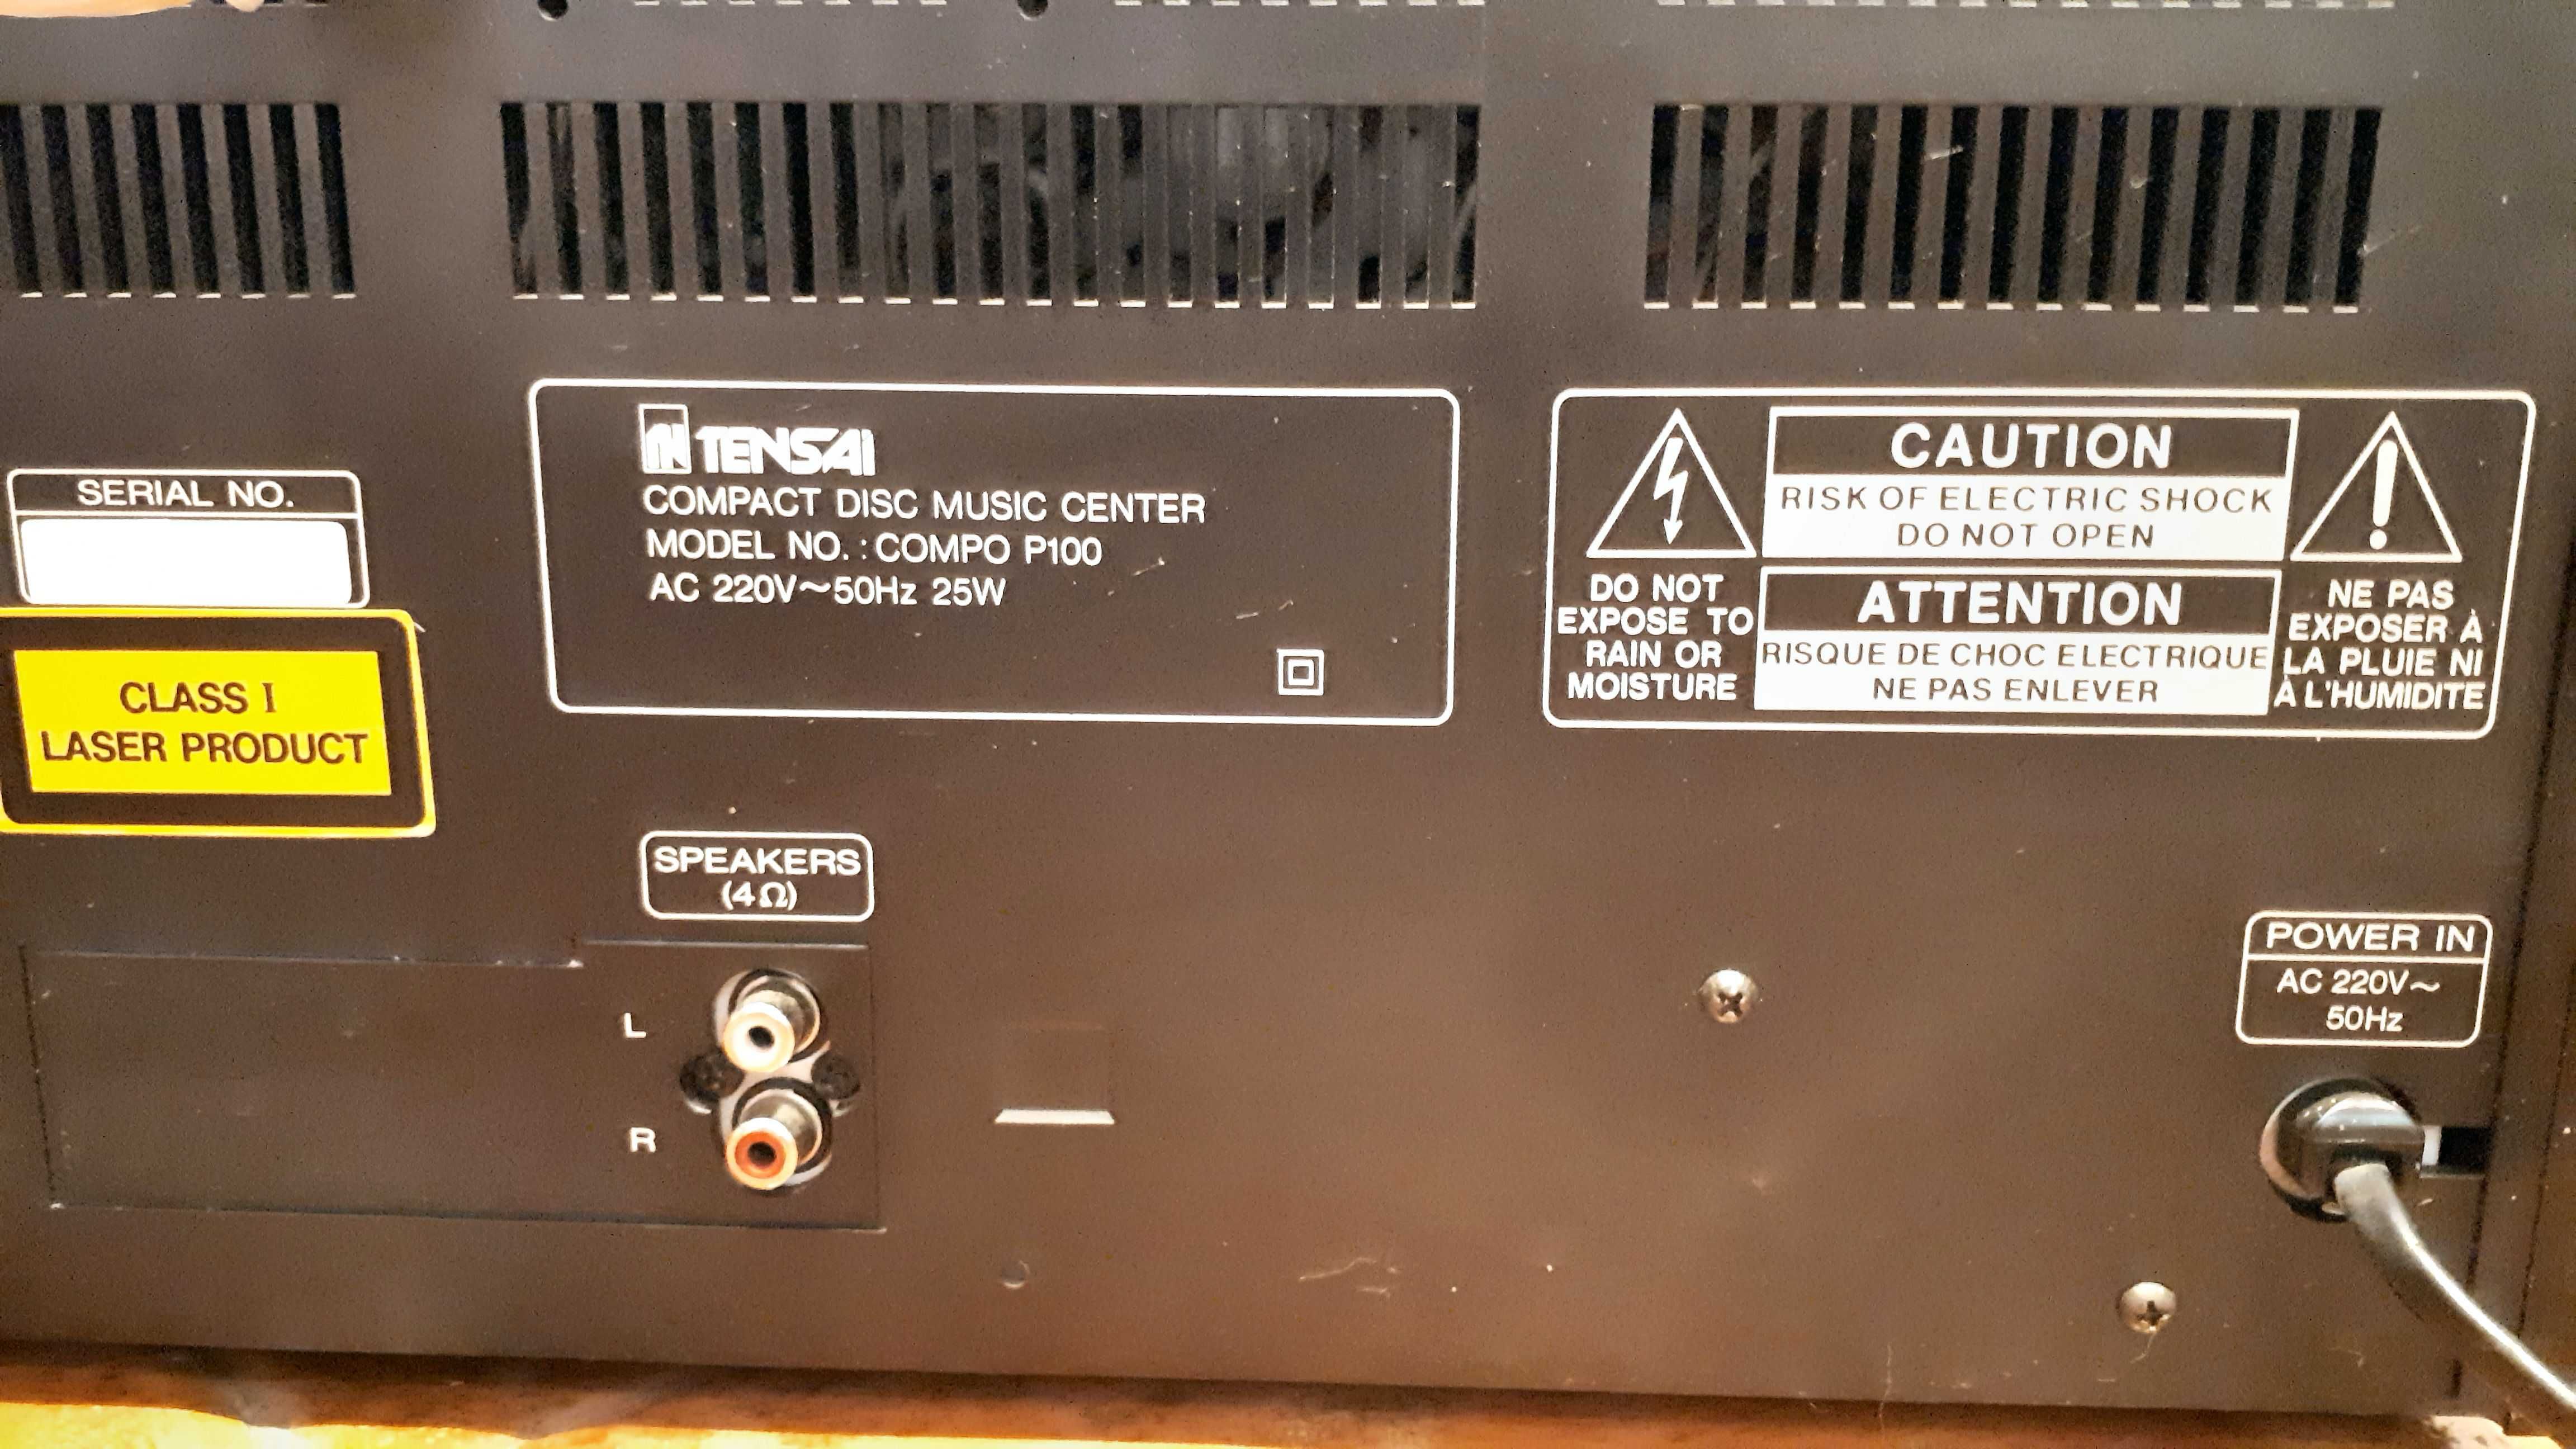 SERIAL NO.
CLASS I
LASER PRODUCT
TENSAI
COMPACT DISC MUSIC CENTER
MODEL NO. : COMPO P100
AC 220V～50Hz 25W
CAUTION
RISK OF ELECTRIC SHOCK
DO NOT OPEN
DO NOT
EXPOSE TO
RAIN OR
MOISTURE
ATTENTION
RISQUE DE CHOC ELECTRIQUE
NE PAS ENLEVER
NE PAS
EXPOSER À
LA PLUIE NI
À L'HUMIDITE
SPEAKERS
(4Ω)
L
R
POWER IN
AC 220V～
50Hz